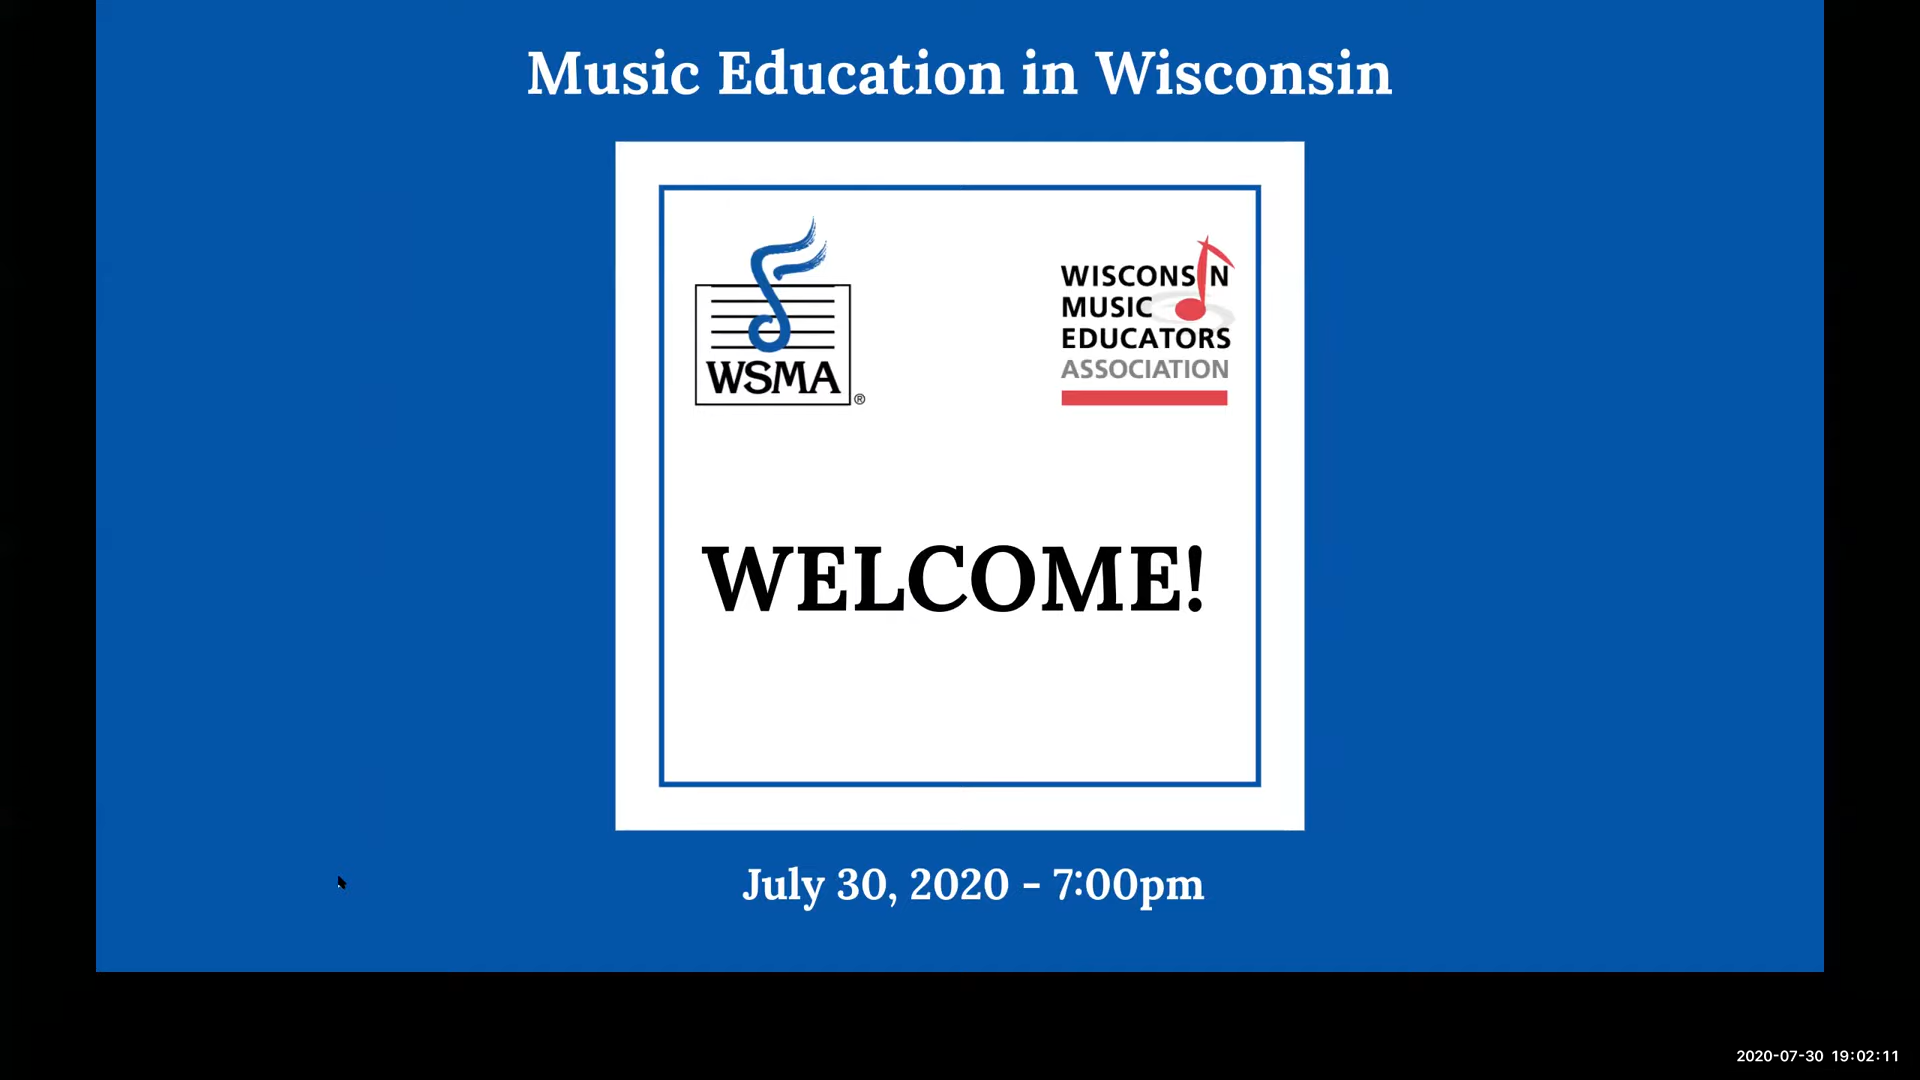 Music Education in Wisconsin
WSMA
®
WISCONSIN
MUSIC
EDUCATORS
ASSOCIATION
WELCOME!
July 30, 2020 - 7:00pm
2020-07-30 19:02:11